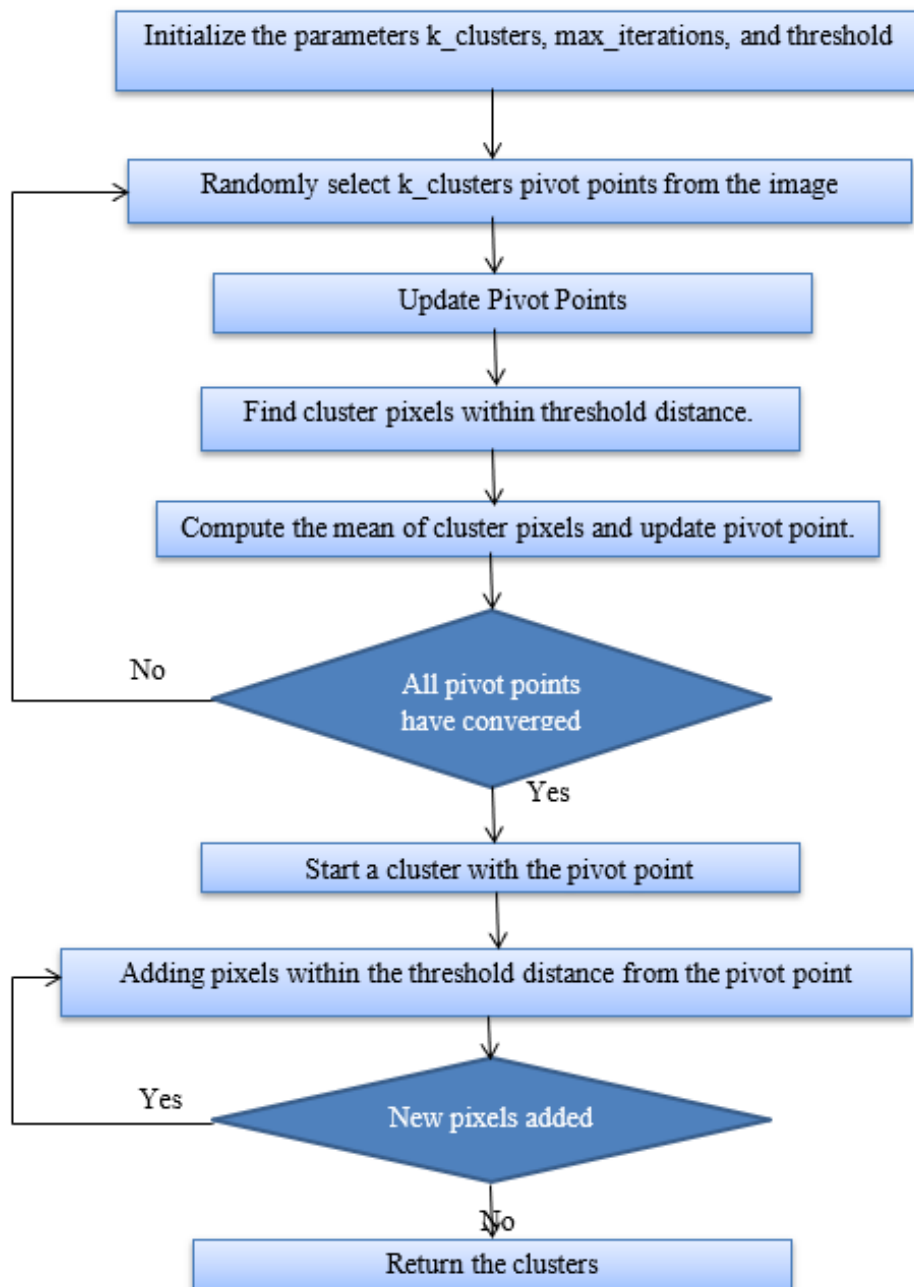 Initialize the parameters k_clusters, max_iterations, and threshold
Randomly select k_clusters pivot points from the image
Update Pivot Points
Find cluster pixels within threshold distance.
Compute the mean of cluster pixels and update pivot point.
No
All pivot points
have converged
Yes
Start a cluster with the pivot point
Adding pixels within the threshold distance from the pivot point
Yes
New pixels added
No
Return the clusters